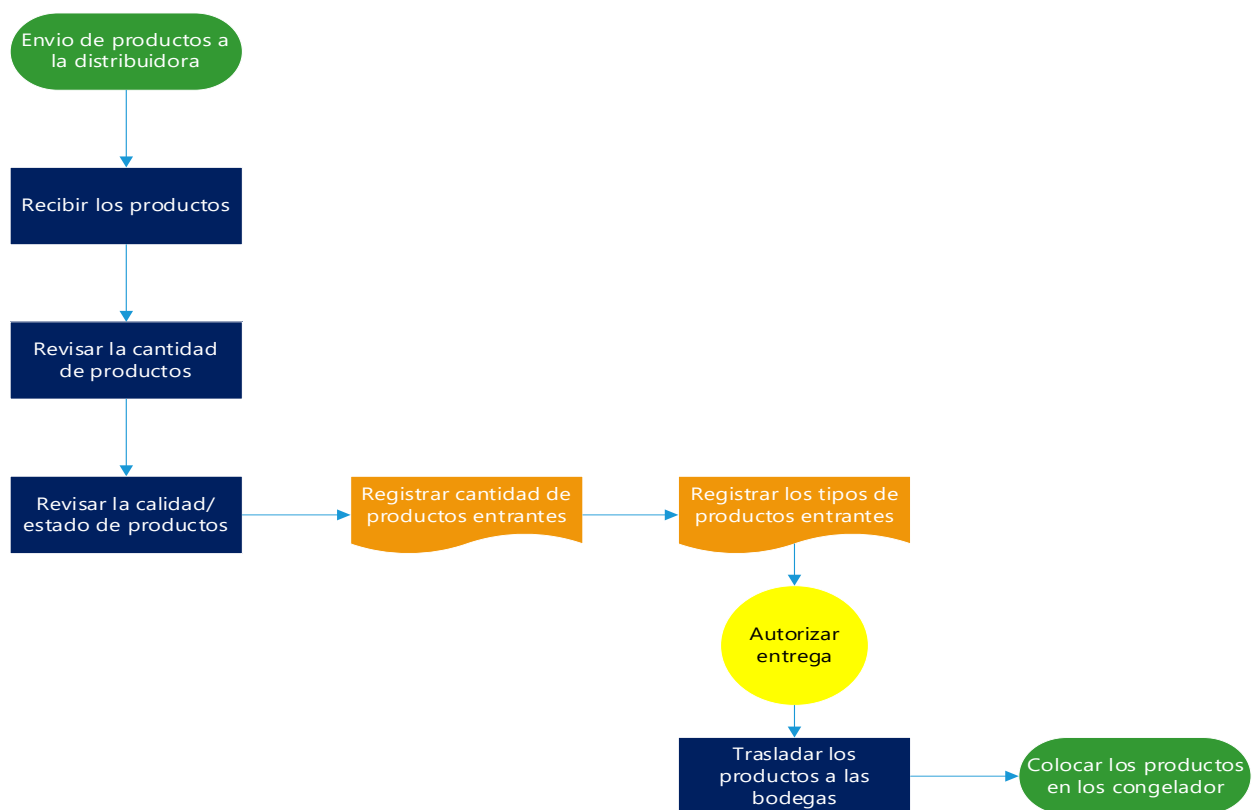 Envio de productos a
la distribuidora
Recibir los productos
Revisar la cantidad
de productos
Revisar la calidad/
estado de productos
Registrar cantidad de
productos entrantes
Registrar los tipos de
productos entrantes
Autorizar
entrega
Trasladar los
productos a las
bodegas
Colocar los productos
en los congelador